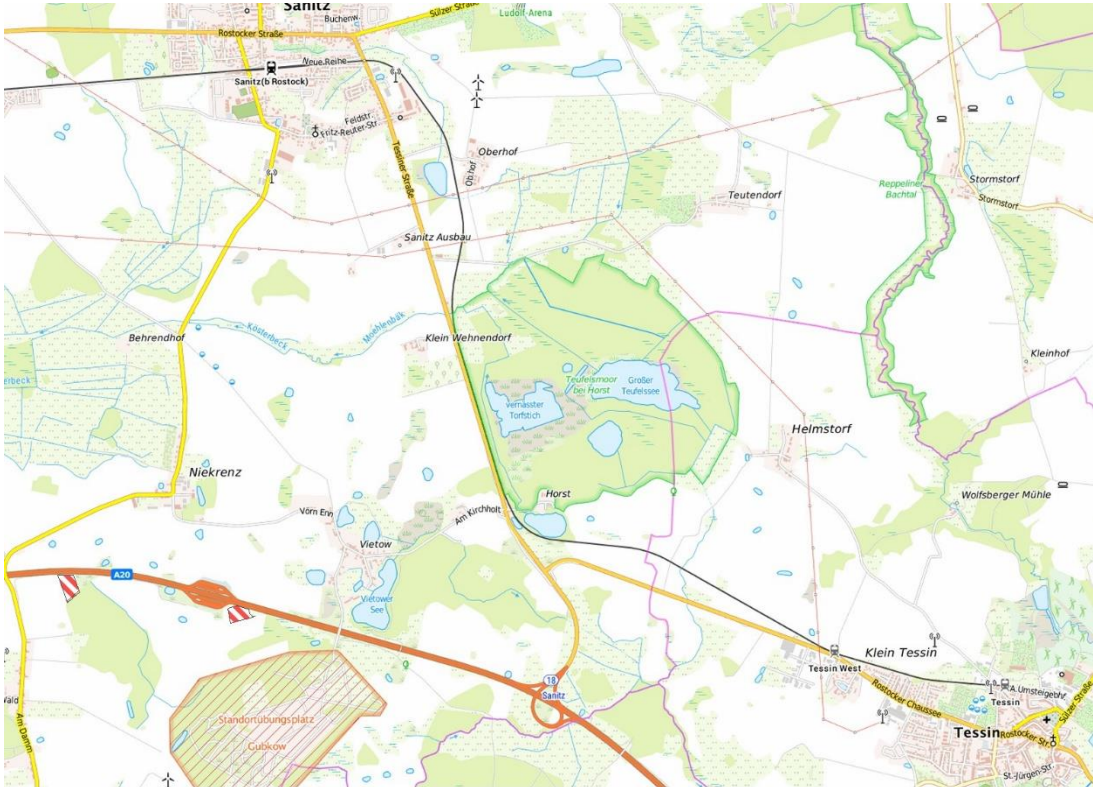 Sanitz
Buchenw.
Sülzer Straße
Ludolf-Arena
Rostocker Straße
Neue Reihe
Sanitz(b Rostock)
Feldstr.
Fritz-Reuter-Str.
Tessiner Straße
Oberhof
Ob.hof
Reppeliner
Bachtal
Stormstorf
Stormstorf
Teutendorf
Sanitz Ausbau
Behrendhof
Kösterbeck
Moehlenbäk
Klein Wehnendorf
Kleinhof
Teufelsmoor
bei Horst
Großer
Teufelssee
vernässter
Torfstich
Helmstorf
Niekrenz
Vörn Enn
Am Kirchholt
Horst
Wolfsberger Mühle
Vietow
A20
Vietower
See
Klein Tessin
Tessin West
18
Sanitz
A.Umsteigebhf
Tessin
Sülzer Straße
Rostocker Chaussee
Am Damm
Standortübungsplatz
Gubkow
Tessin
Rostocker Str.
St.-Jürgen-Str.